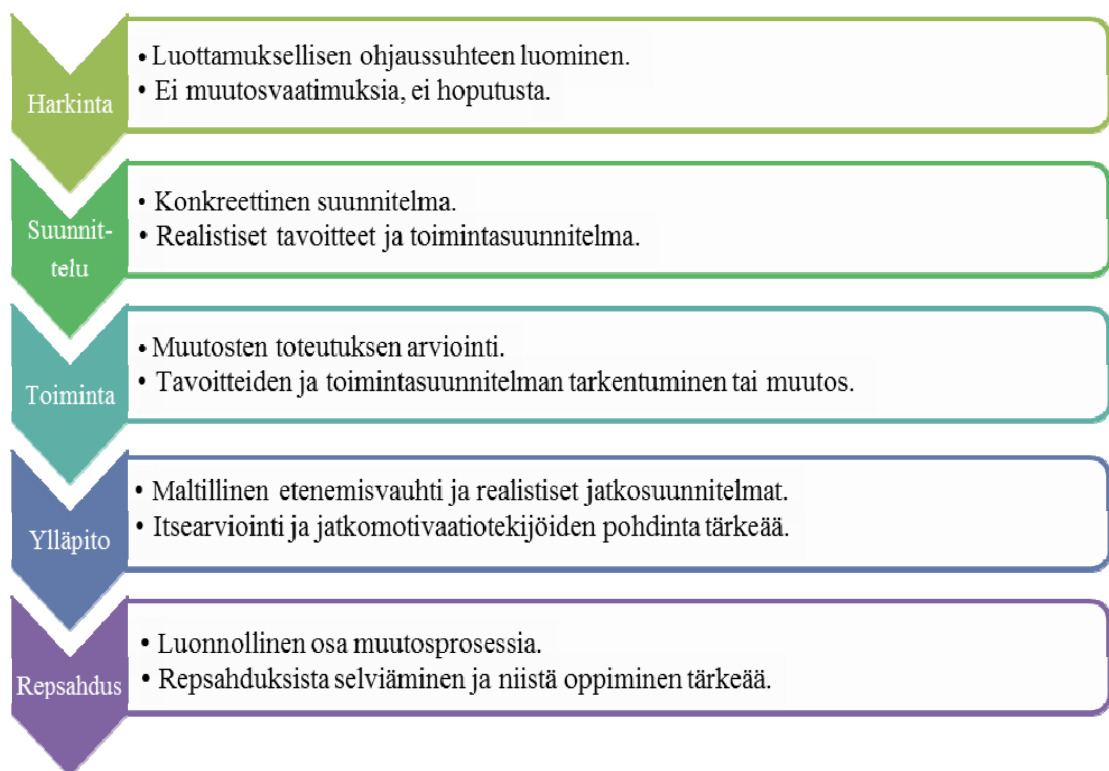 Harkinta
• Luottamuksellisen ohjaussuhteen luominen.
• Ei muutosvaatimuksia, ei hoputusta.
Suunnit-
telu
• Konkreettinen suunnitelma.
• Realistiset tavoitteet ja toimintasuunnitelma.
Toiminta
• Muutosten toteutuksen arviointi.
• Tavoitteiden ja toimintasuunnitelman tarkentuminen tai muutos.
Ylläpito
• Maltillinen etenemisvauhti ja realistiset jatkosuunnitelmat.
• Itsearviointi ja jatkomotivaatiotekijöiden pohdinta tärkeää.
Repsahdus
• Luonnollinen osa muutosprosessia.
• Repsahduksista selviäminen ja niistä oppiminen tärkeää.